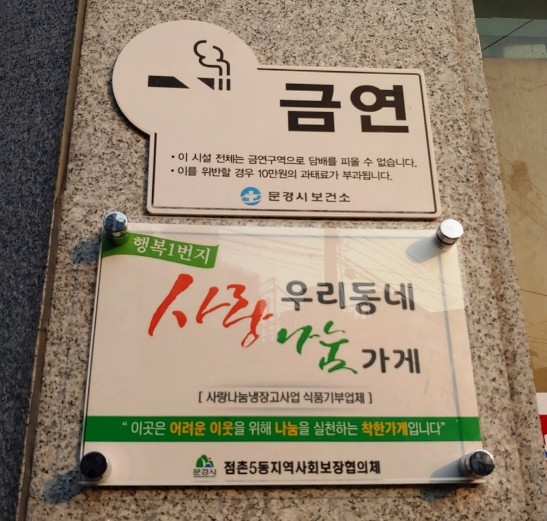 금연
• 이 시설 전체는 금연구역으로 담배를 피울 수 없습니다.
• 이를 위반할 경우 10만원의 과태료가 부과됩니다.
문경시보건소
행복1번지
사랑 우리동네
나눔 가게
[ 사랑나눔냉장고사업 식품기부업체 ]
“ 이곳은 어려운 이웃을 위해 나눔을 실천하는 착한가게입니다”
문경시 점촌5동지역사회보장협의체